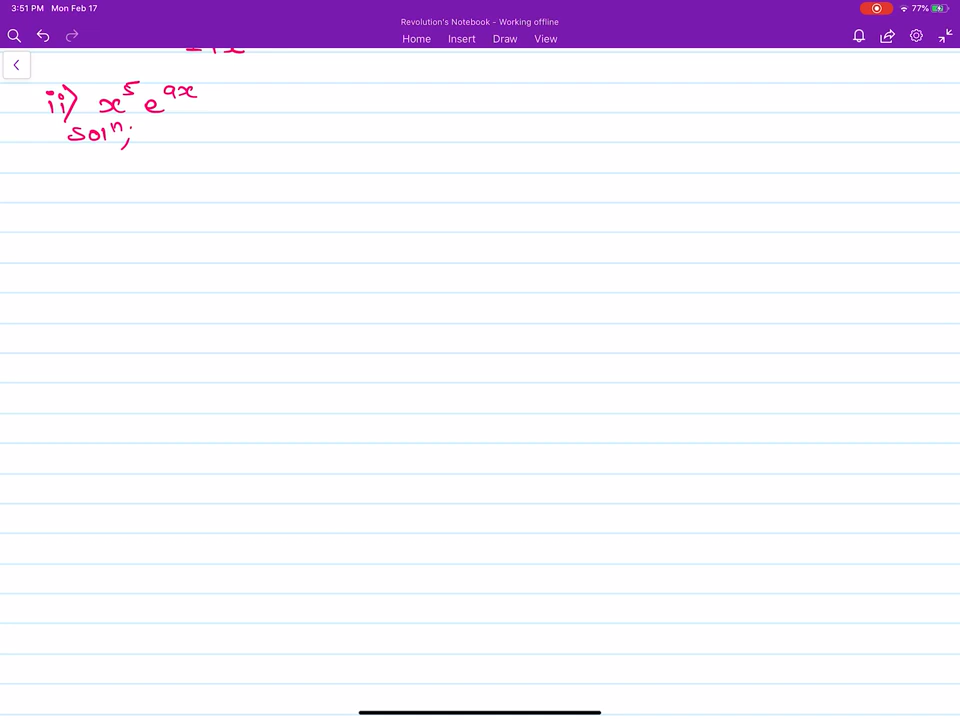 3:51 PM Mon Feb 17
77%
Revolution's Notebook - Working offline
Home Insert Draw View
ii) x⁵ e^{ax}
solⁿ;